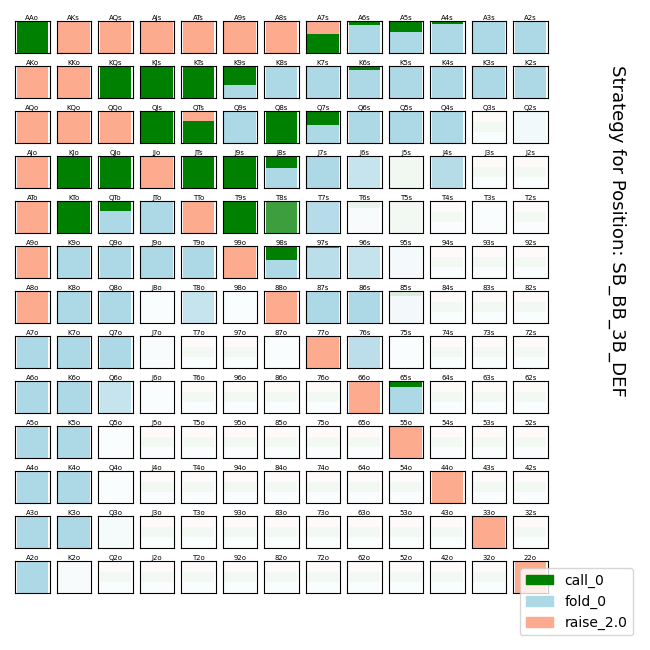 AAo AKs AQs AJs ATs A9s A8s A7s A6s A5s A4s A3s A2s
AKo KKo KQs KJs KTs K9s K8s K7s K6s K5s K4s K3s K2s
AQo KQo QQo QJs QTs Q9s Q8s Q7s Q6s Q5s Q4s Q3s Q2s
AJo KJo QJo JJo JTs J9s J8s J7s J6s J5s J4s J3s J2s
ATo KTo QTo JTo TTo T9s T8s T7s T6s T5s T4s T3s T2s
A9o K9o Q9o J9o T9o 99o 98s 97s 96s 95s 94s 93s 92s
A8o K8o Q8o J8o T8o 98o 88o 87s 86s 85s 84s 83s 82s
A7o K7o Q7o J7o T7o 97o 87o 77o 76s 75s 74s 73s 72s
A6o K6o Q6o J6o T6o 96o 86o 76o 66o 65s 64s 63s 62s
A5o K5o Q5o J5o T5o 95o 85o 75o 65o 55o 54s 53s 52s
A4o K4o Q4o J4o T4o 94o 84o 74o 64o 54o 44o 43s 42s
A3o K3o Q3o J3o T3o 93o 83o 73o 63o 53o 43o 33o 32s
A2o K2o Q2o J2o T2o 92o 82o 72o 62o 52o 42o 32o 22o
Strategy for Position: SB_BB_3B_DEF
call_0
fold_0
raise_2.0